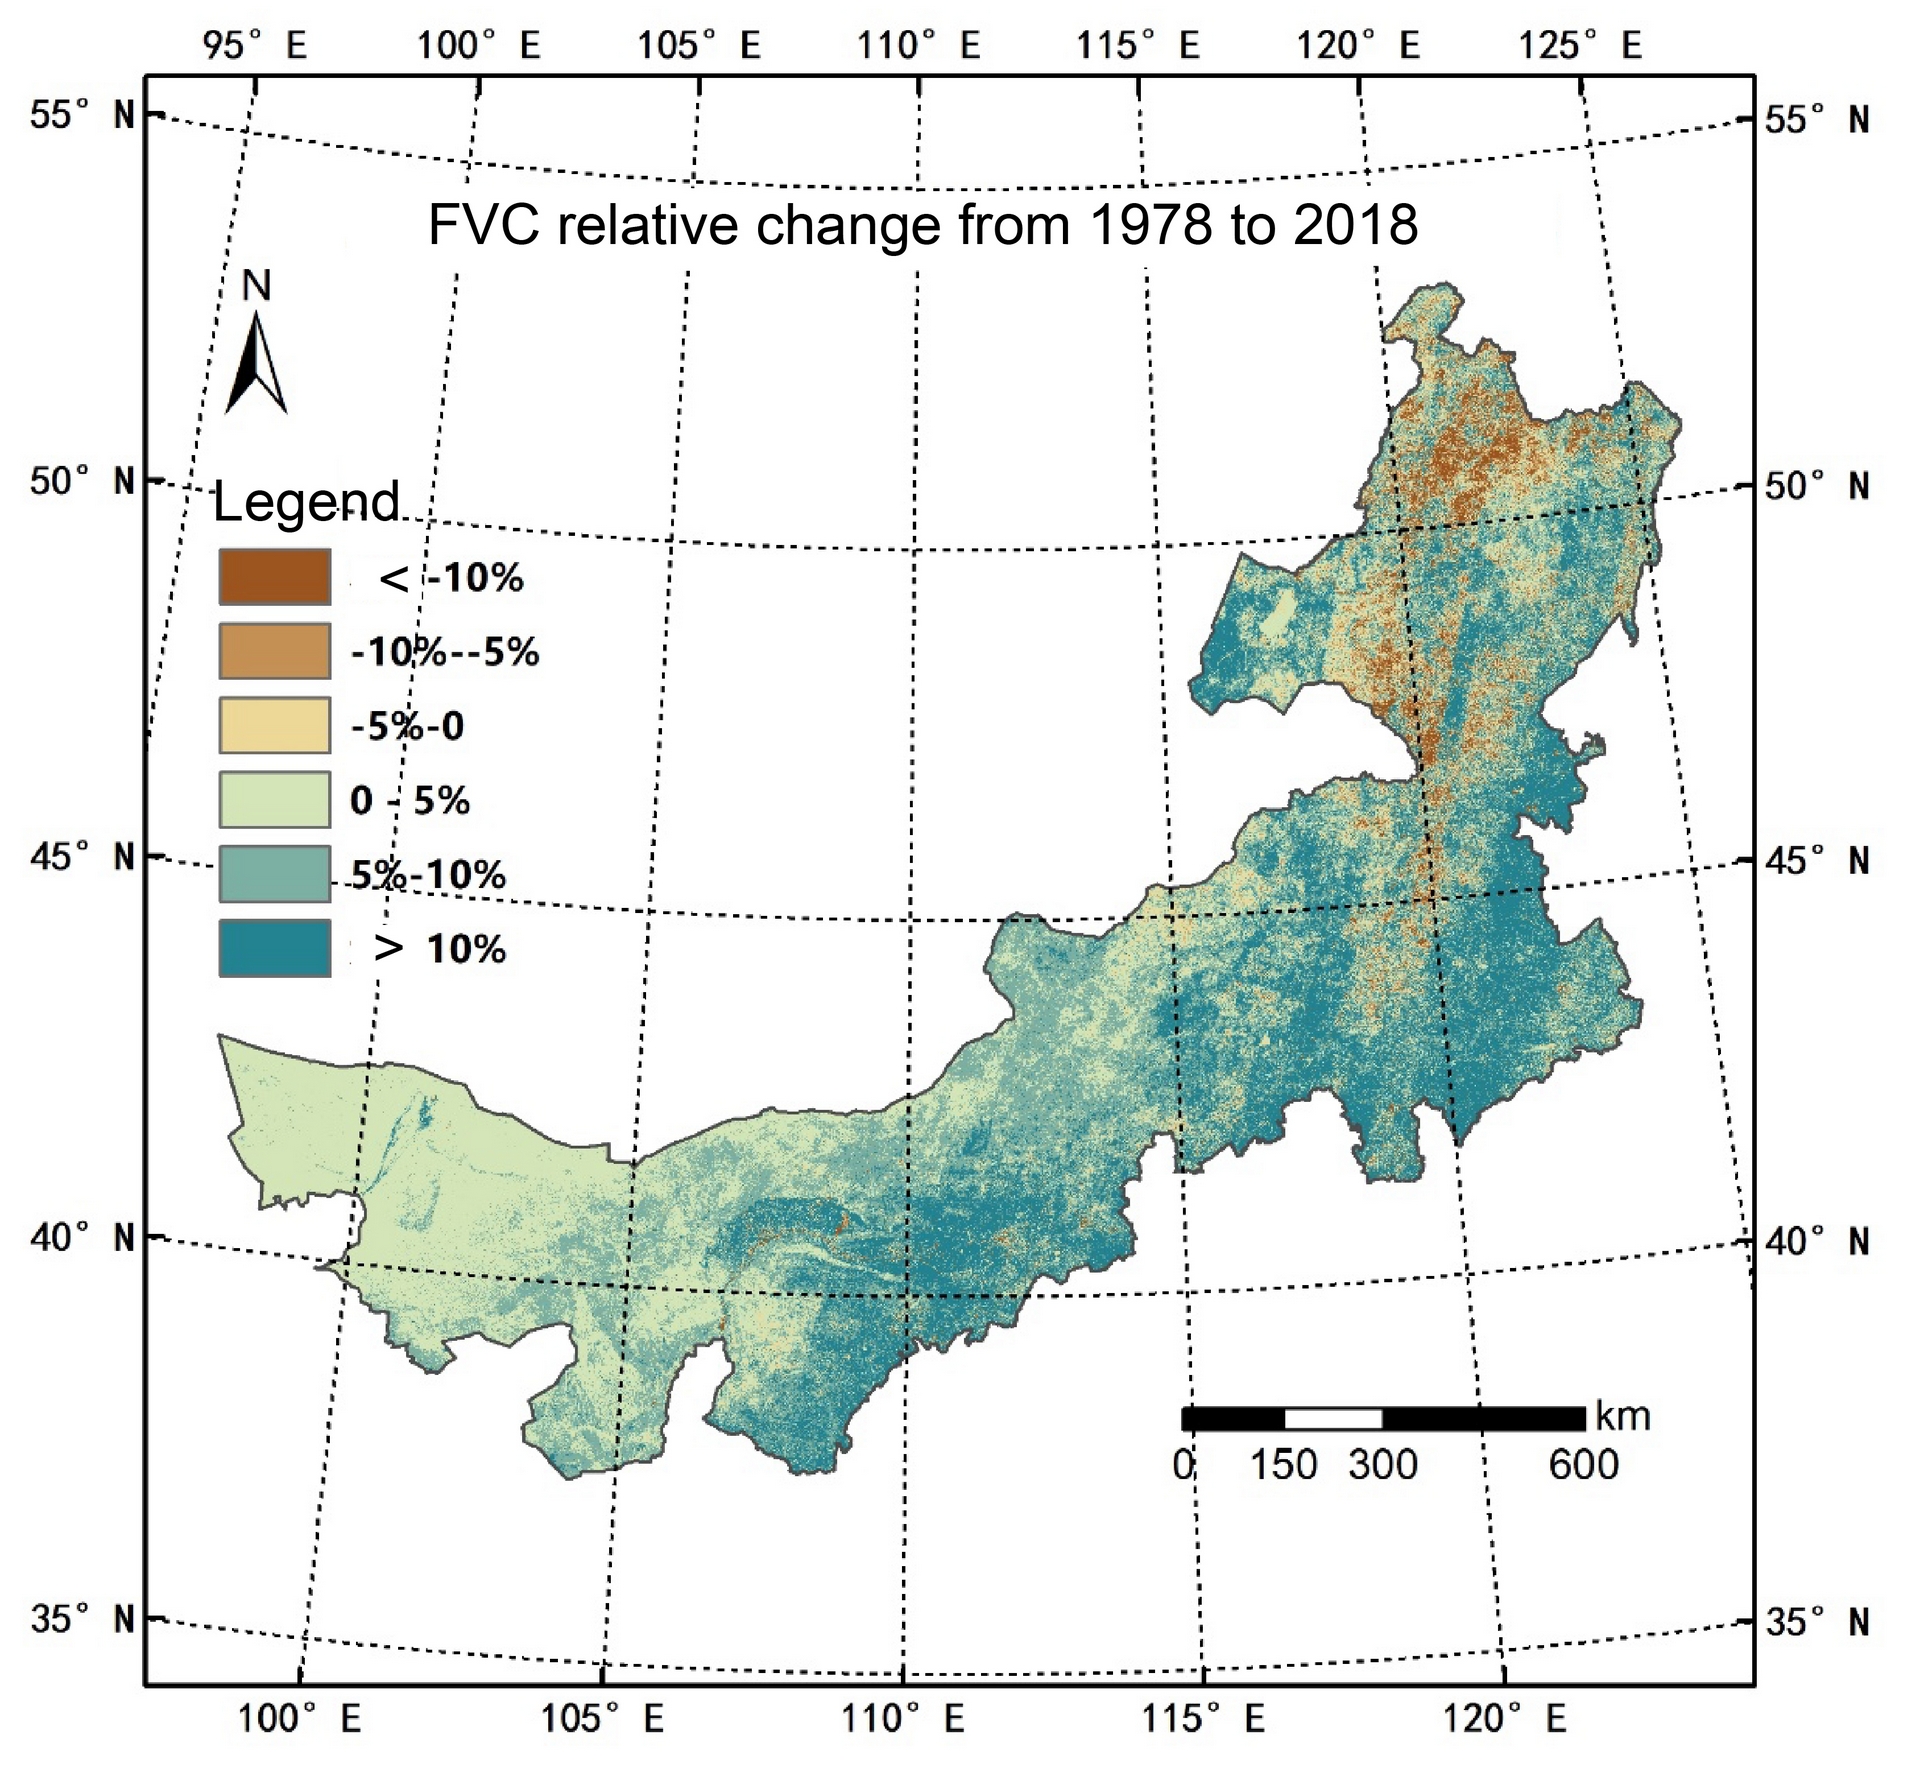 95° E 100° E 105° E 110° E 115° E 120° E 125° E
55° N 55° N
FVC relative change from 1978 to 2018
N
50° N 50° N
Legend
< -10%
-10%--5%
-5%-0
0 - 5%
45° N 45° N
5%-10%
> 10%
40° N 40° N
km
0 150 300 600
35° N 35° N
100° E 105° E 110° E 115° E 120° E